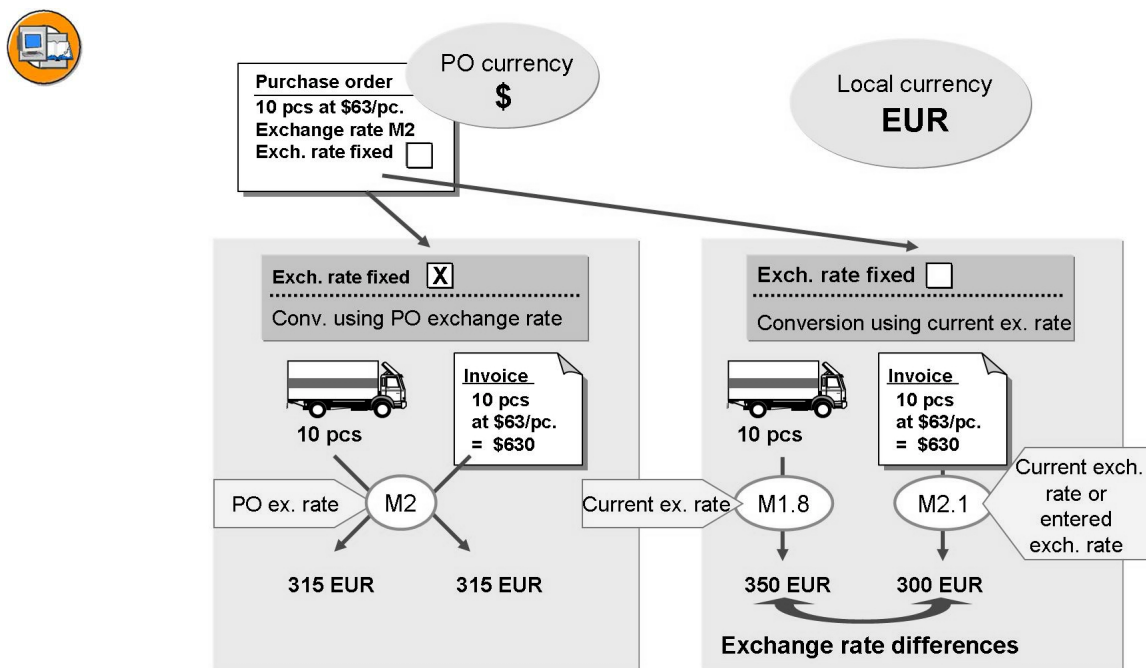 PO currency
$
Local currency
EUR
Purchase order
10 pcs at $63/pc.
Exchange rate M2
Exch. rate fixed
Exch. rate fixed X
Conv. using PO exchange rate
10 pcs
Invoice
10 pcs
at $63/pc.
= $630
PO ex. rate
M2
315 EUR
315 EUR
Exch. rate fixed
Conversion using current ex. rate
10 pcs
Invoice
10 pcs
at $63/pc.
= $630
Current ex. rate
M1.8
M2.1
Current exch.
rate or
entered
exch. rate
350 EUR
300 EUR
Exchange rate differences